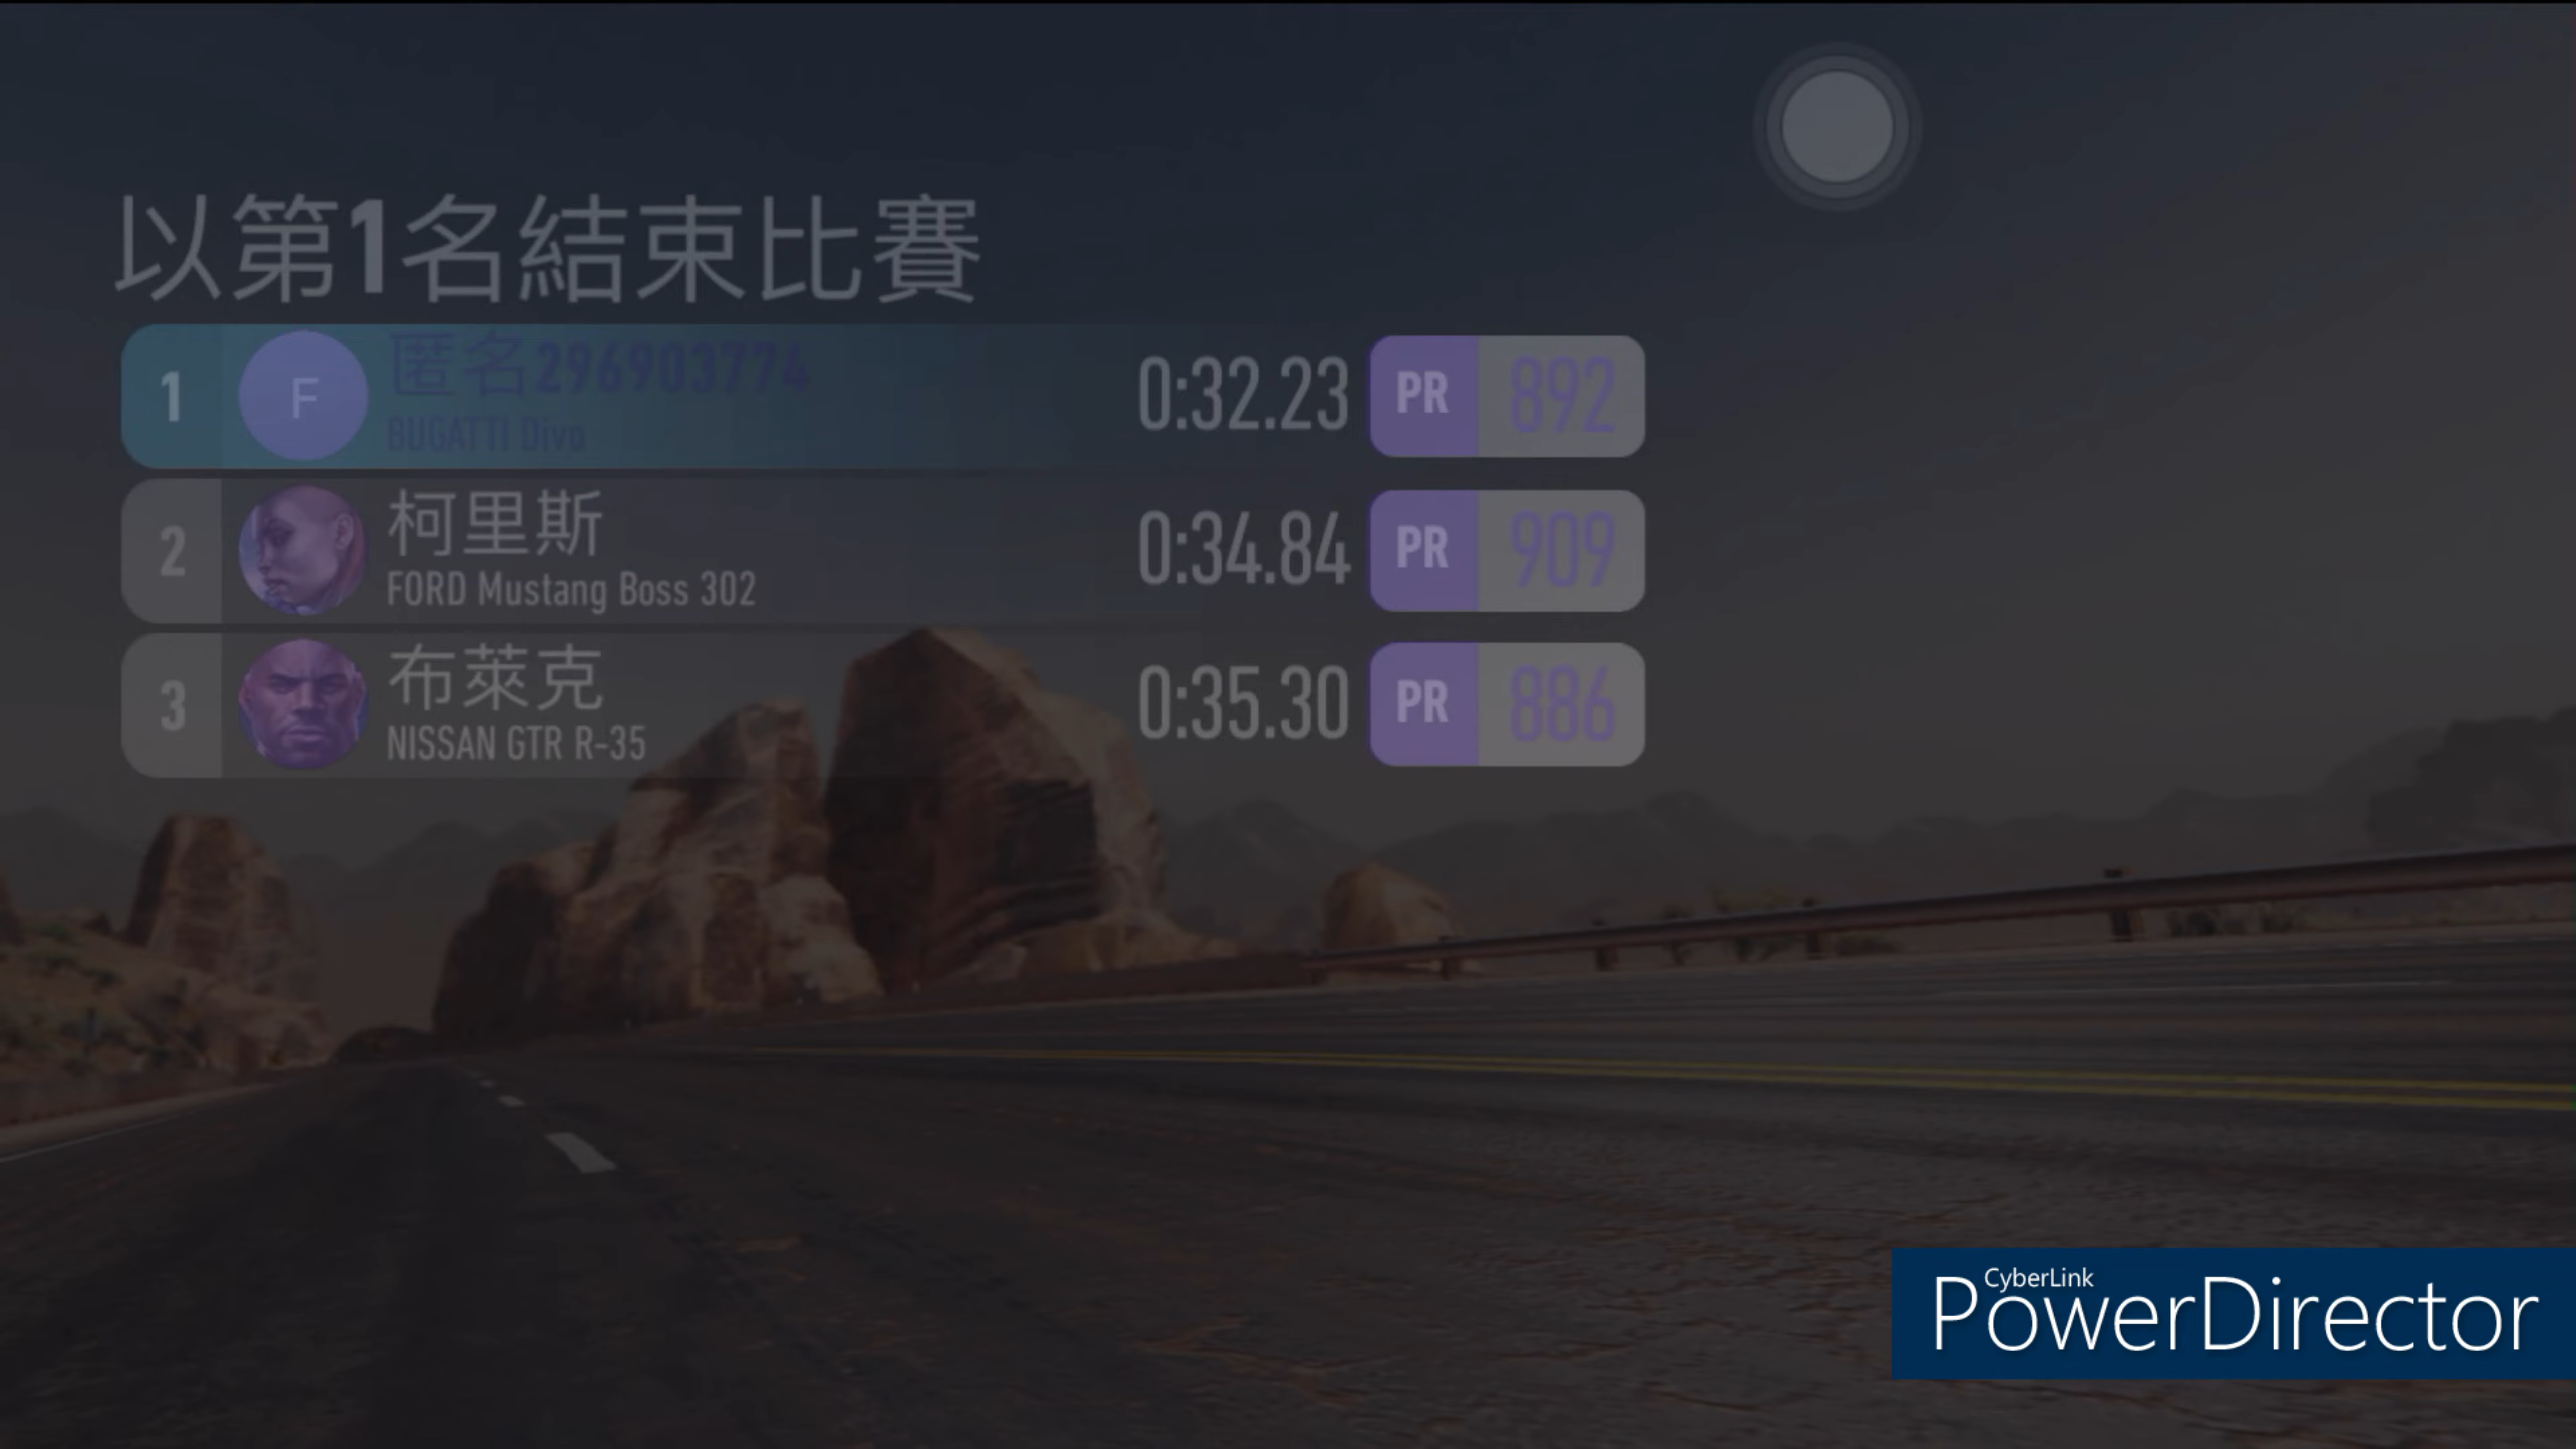 以第1名結束比賽
1
F
匿名296903774
BUGATTI Divo
0:32.23
PR
892
2
柯里斯
FORD Mustang Boss 302
0:34.84
PR
909
3
布萊克
NISSAN GTR R-35
0:35.30
PR
886
CyberLink
PowerDirector